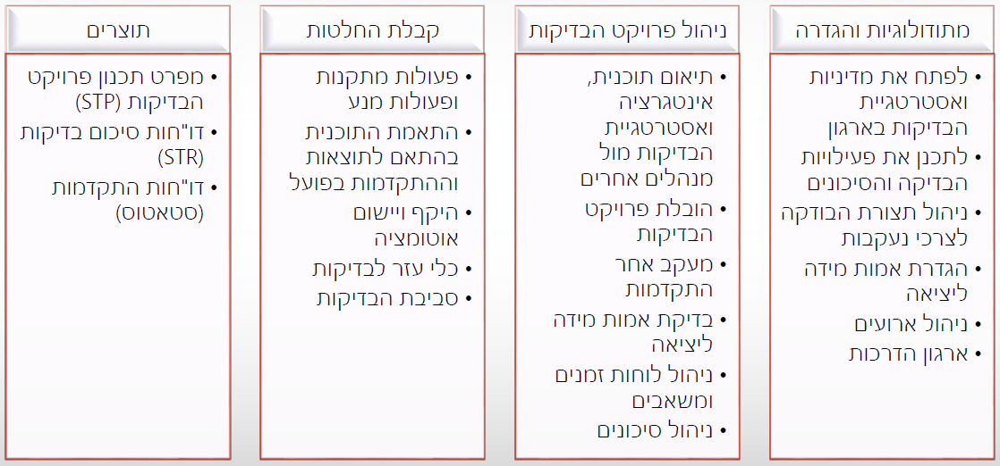 מתודולוגיות והגדרה
• לפתח את מדיניות
ואסטרטגיית
הבדיקות בארגון
• לתכנן את פעילויות
הבדיקה והסיכונים
• ניהול תצורת הבודקה
לצרכי נעקבות
• הגדרת אמות מידה
ליציאה
• ניהול ארועים
• ארגון הדרכות
ניהול פרויקט הבדיקות
• תיאום תוכנית,
אינטגרציה
ואסטרטגיית
הבדיקות מול
מנהלים אחרים
• הובלת פרויקט
הבדיקות
• מעקב אחר
התקדמות
• בדיקת אמות מידה
ליציאה
• ניהול לוחות זמנים
ומשאבים
• ניהול סיכונים
קבלת החלטות
• פעולות מתקנות
ופעולות מנע
• התאמת התוכנית
בהתאם לתוצאות
וההתקדמות בפועל
• היקף ויישום
אוטומציה
• כלי עזר לבדיקות
• סביבת הבדיקות
תוצרים
• מפרט תכנון פרויקט
הבדיקות (STP)
• דו"חות סיכום בדיקות
(STR)
• דו"חות התקדמות
(סטאטוס)